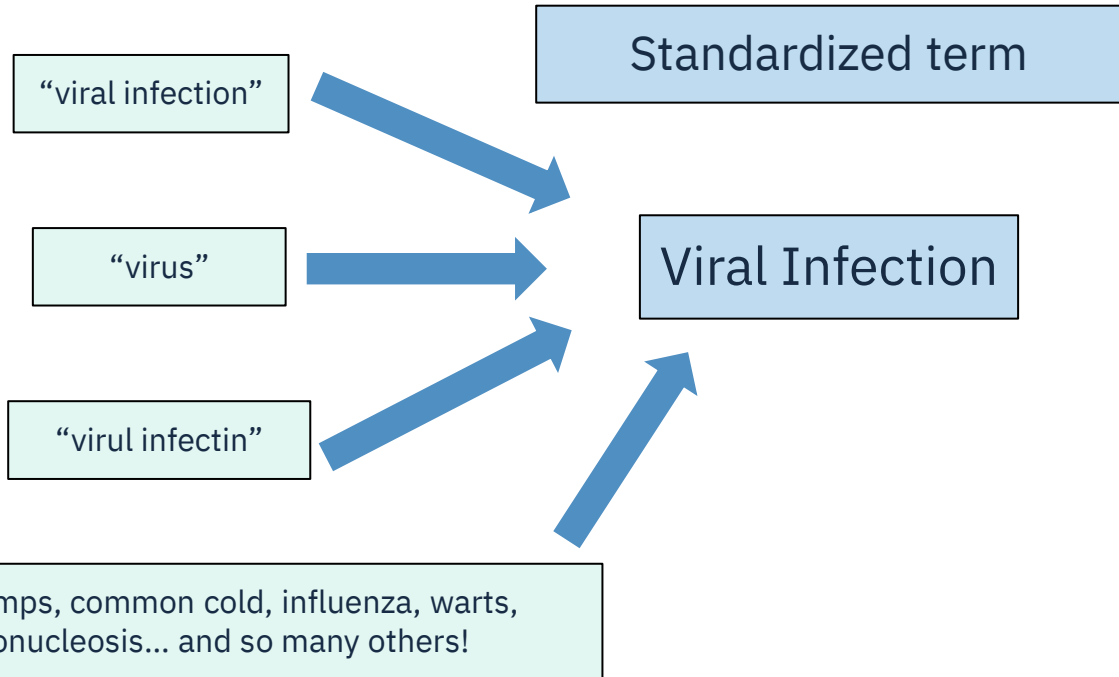 Standardized term
“viral infection”
“virus”
Viral Infection
“virul infectin”
common cold, influenza, warts,
and so many others!